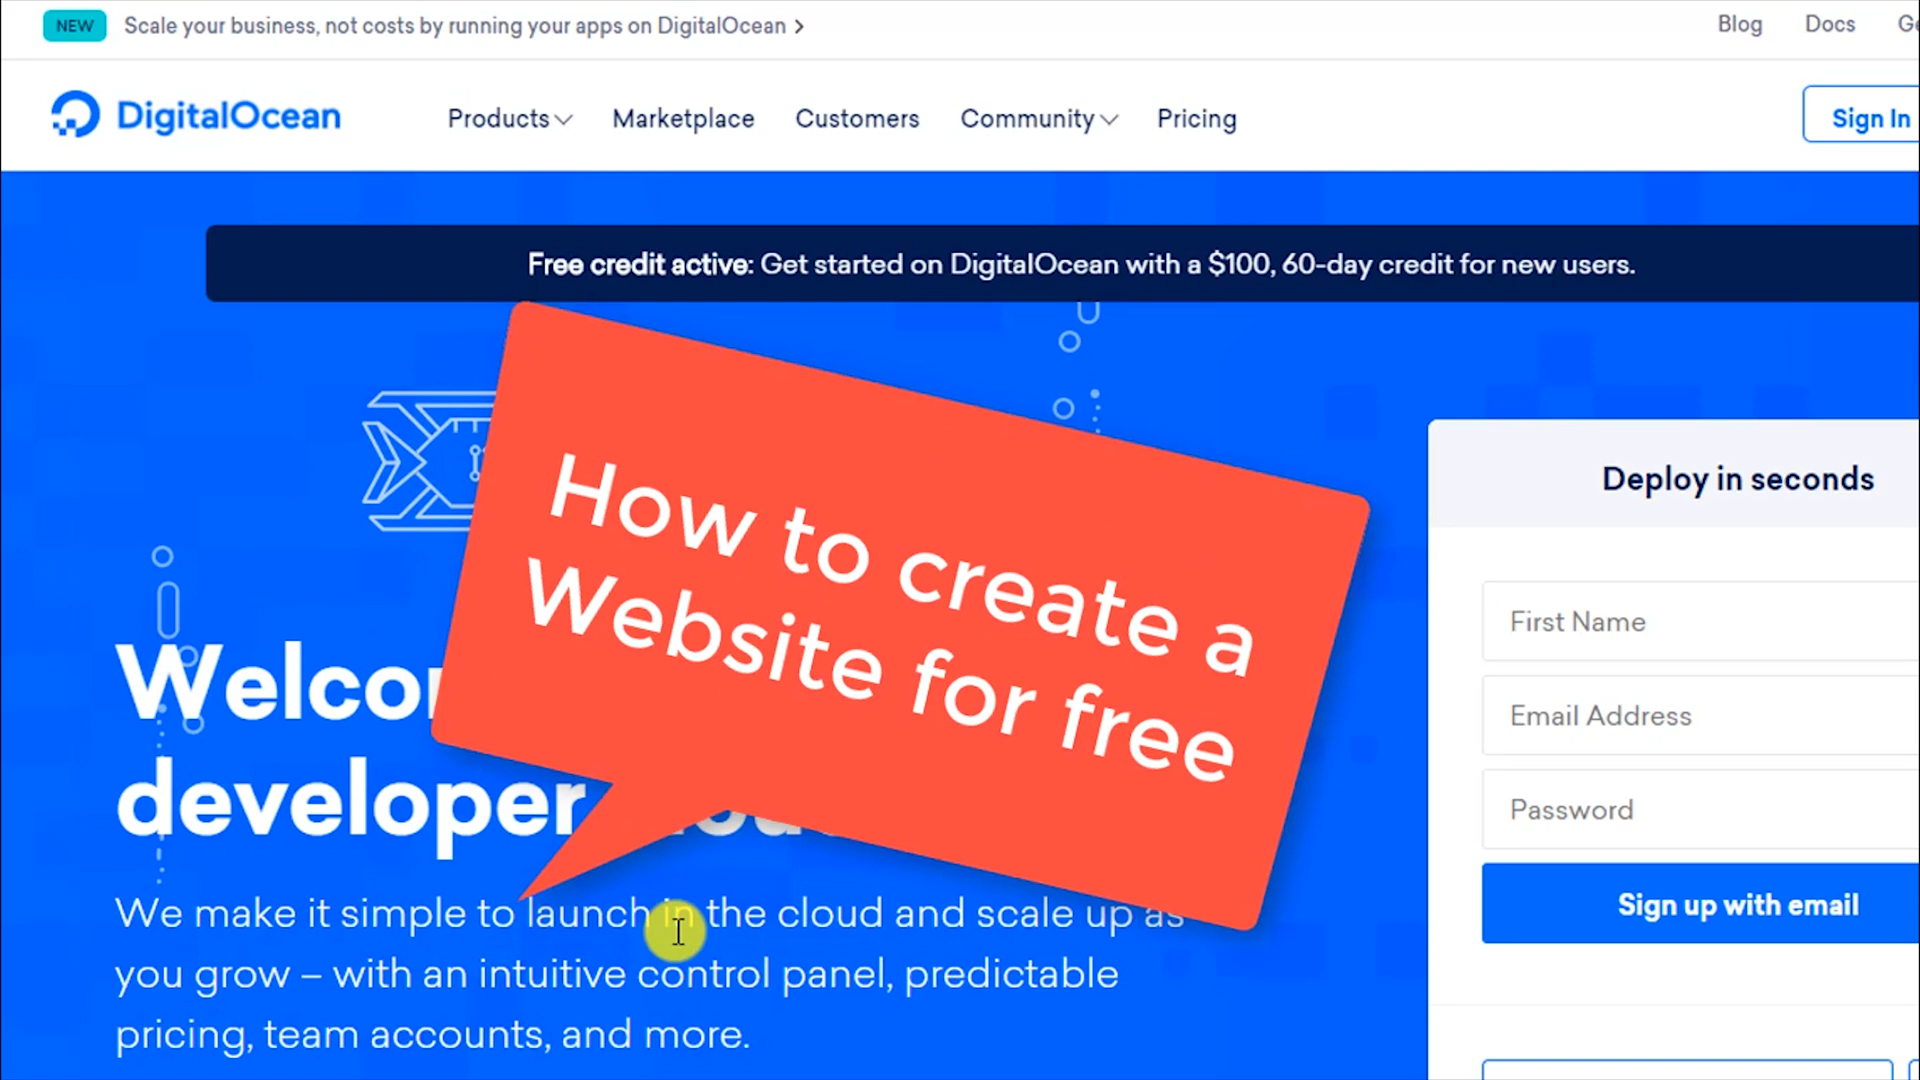 NEW Scale your business, not costs by running your apps on DigitalOcean >
Blog Docs
DigitalOcean Products Marketplace Customers Community Pricing Sign In
Free credit active: Get started on DigitalOcean with a $100, 60-day credit for new users.
How to create a
Website for free
developer
We make it simple to launch in the cloud and scale up as
you grow – with an intuitive control panel, predictable
pricing, team accounts, and more.
Deploy in seconds
First Name
Email Address
Password
Sign up with email